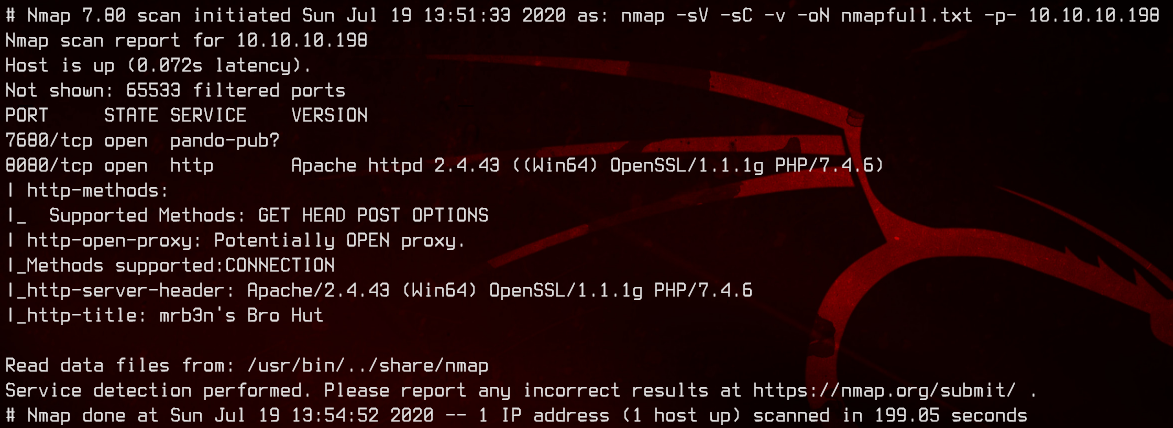 # Nmap 7.80 scan initiated Sun Jul 19 13:51:33 2020 as: nmap -sV -sC -v -oN nmapfull.txt -p- 10.10.10.198
Nmap scan report for 10.10.10.198
Host is up (0.072s latency).
Not shown: 65533 filtered ports
PORT     STATE SERVICE    VERSION
7680/tcp open  pando-pub?
8080/tcp open  http       Apache httpd 2.4.43 ((Win64) OpenSSL/1.1.1g PHP/7.4.6)
| http-methods:
|_  Supported Methods: GET HEAD POST OPTIONS
| http-open-proxy: Potentially OPEN proxy.
|_Methods supported:CONNECTION
|_http-server-header: Apache/2.4.43 (Win64) OpenSSL/1.1.1g PHP/7.4.6
|_http-title: mrb3n's Bro Hut
Read data files from: /usr/bin/../share/nmap
Service detection performed. Please report any incorrect results at https://nmap.org/submit/ .
# Nmap done at Sun Jul 19 13:54:52 2020 -- 1 IP address (1 host up) scanned in 199.05 seconds